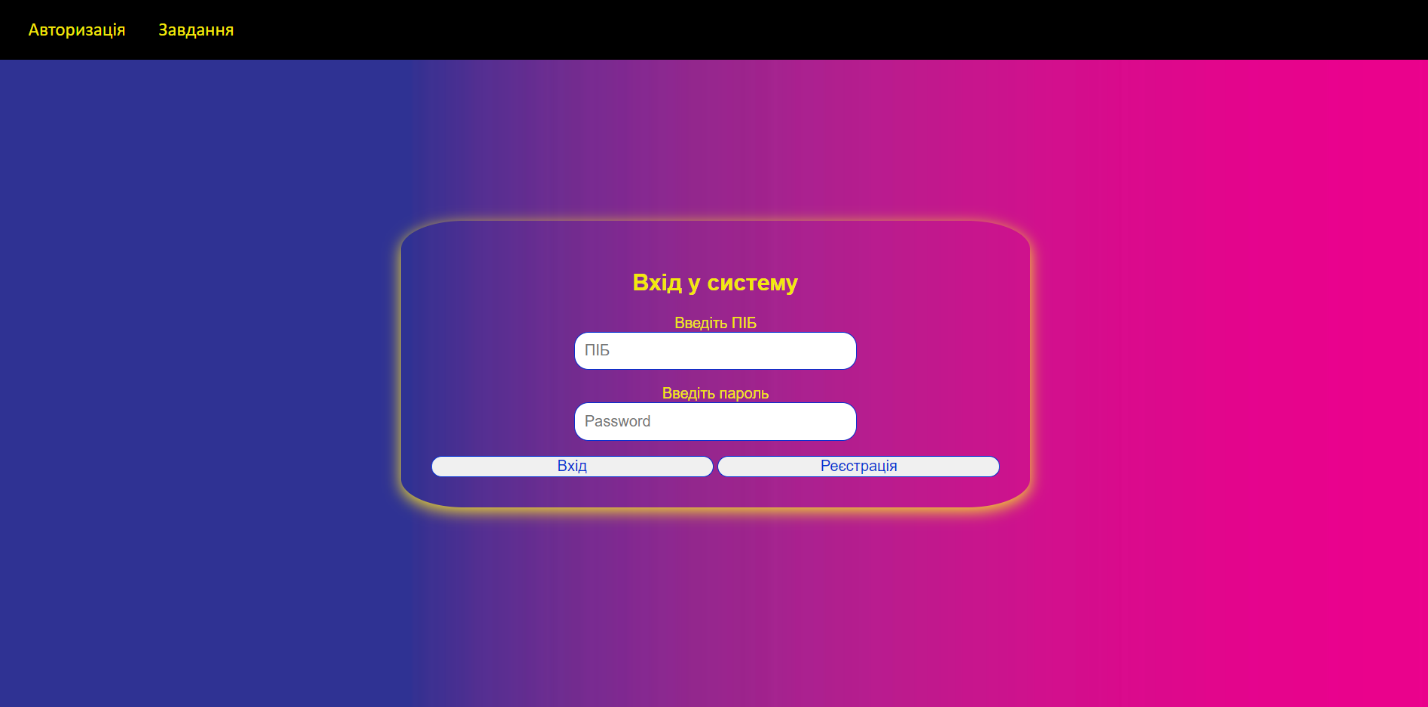 Авторизація Завдання
Вхід у систему
Введіть ПІБ
ПІБ
Введіть пароль
Password
Вхід Реєстрація